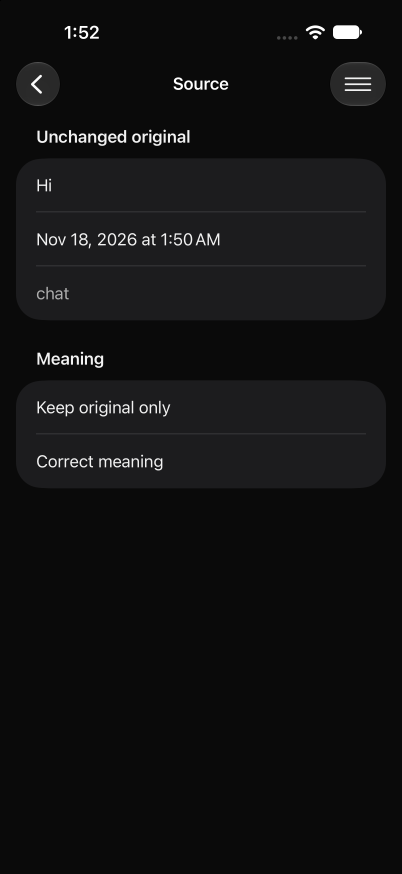 1:52
Source
Unchanged original
Hi
Nov 18, 2026 at 1:50 AM
chat
Meaning
Keep original only
Correct meaning